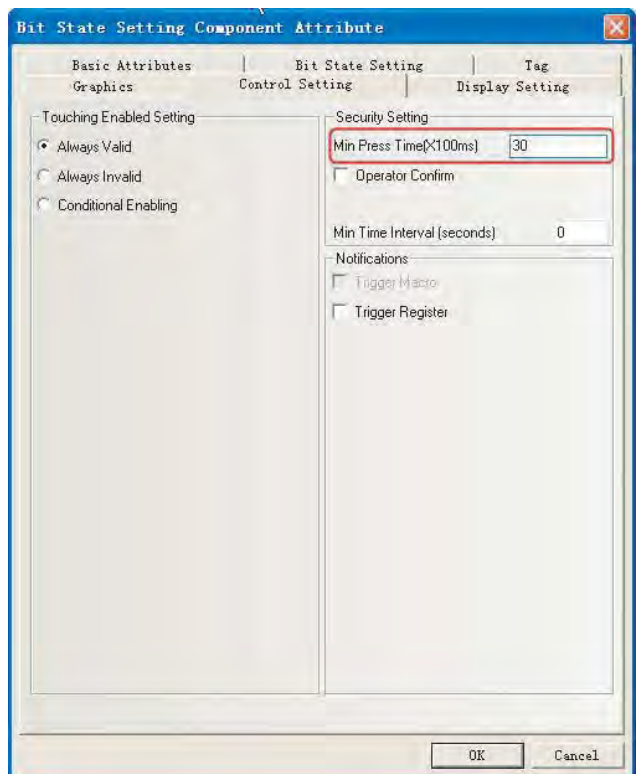 Bit State Setting Component Attribute
Basic Attributes
Bit State Setting
Tag
Graphics
Control Setting
Display Setting
Touching Enabled Setting
Always Valid
Always Invalid
Conditional Enabling
Security Setting
Min Press Time(X100ms) 30
Operator Confirm
Min Time Interval (seconds) 0
Notifications
Trigger Macro
Trigger Register
OK
Cancel